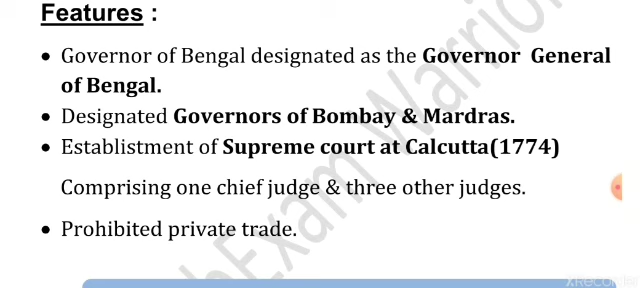 Features :
• Governor of Bengal designated as the Governor General
of Bengal.
• Designated Governors of Bombay & Mardras.
• Establistment of Supreme court at Calcutta(1774)
Comprising one chief judge & three other judges.
• Prohibited private trade.